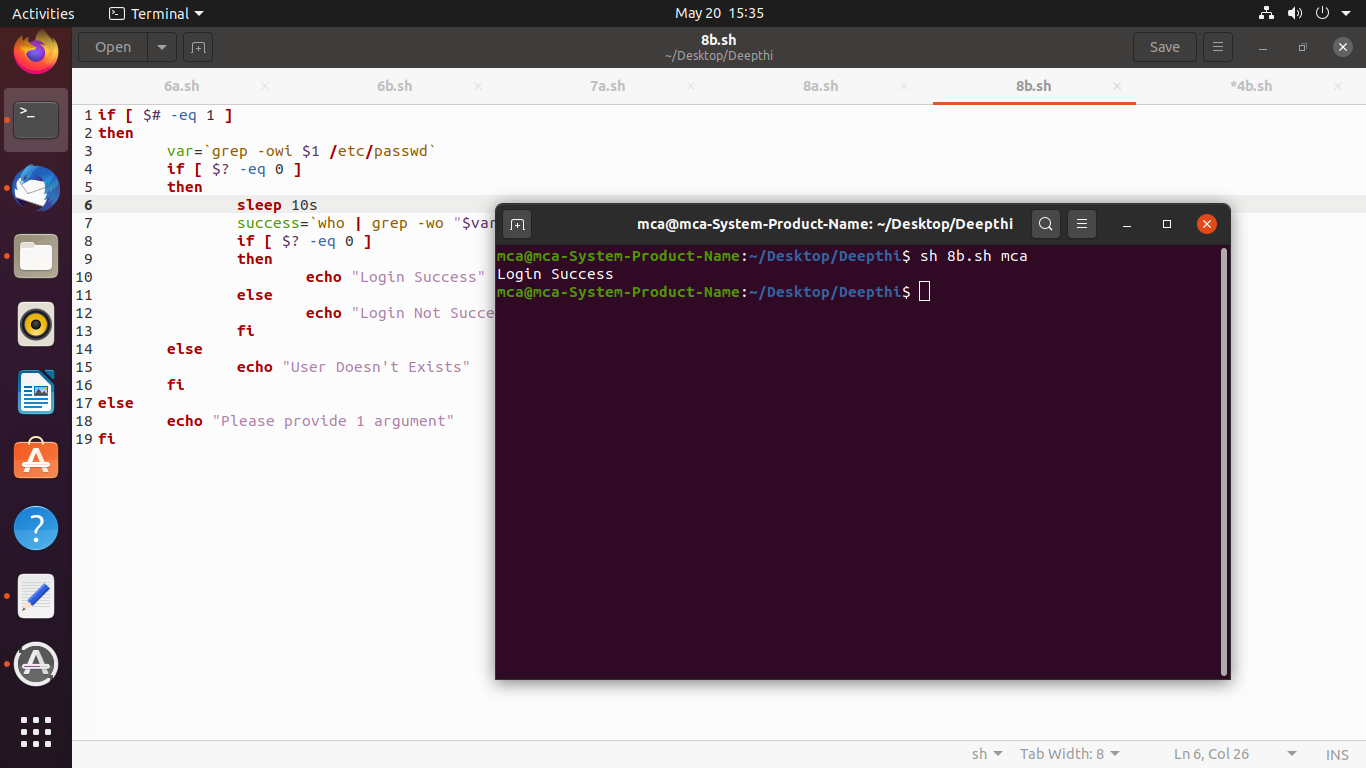 Activities Terminal May 20 15:35
Open 8b.sh Save
~/Desktop/Deepthi
6a.sh 6b.sh 7a.sh 8a.sh 8b.sh *4b.sh
1 if [ $# -eq 1 ]
2 then
3 var=`grep -owi $1 /etc/passwd`
4 if [ $? -eq 0 ]
5 then
6 sleep 10s
7 success=`who | grep -wo "$var
8 if [ $? -eq 0 ]
9 then
10 echo "Login Success"
11 else
12 echo "Login Not Succe
13 fi
14 else
15 echo "User Doesn't Exists"
16 fi
17 else
18 echo "Please provide 1 argument"
19 fi
mca@mca-System-Product-Name: ~/Desktop/Deepthi
mca@mca-System-Product-Name:~/Desktop/Deepthi$ sh 8b.sh mca
Login Success
mca@mca-System-Product-Name:~/Desktop/Deepthi$
sh Tab Width: 8 Ln 6, Col 26 INS